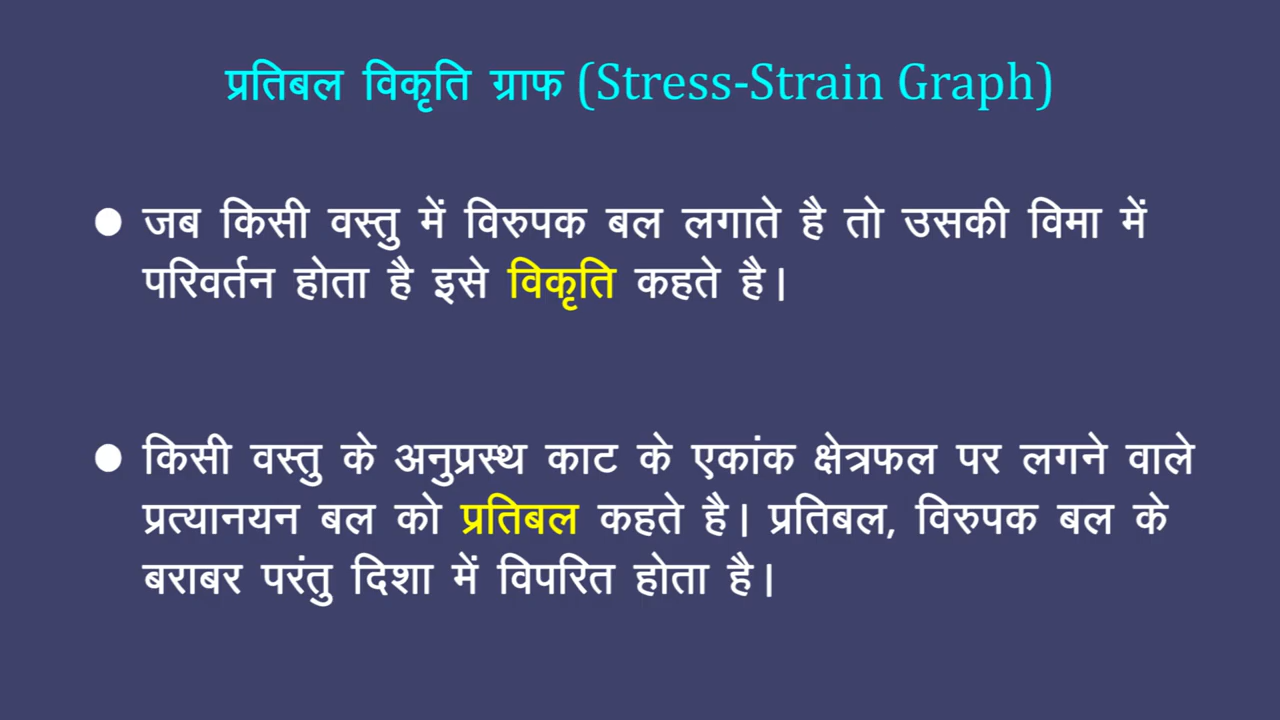 प्रतिबल विकृति ग्राफ (Stress-Strain Graph)
● जब किसी वस्तु में विरुपक बल लगाते है तो उसकी विमा में
परिवर्तन होता है इसे विकृति कहते है।
● किसी वस्तु के अनुप्रस्थ काट के एकांक क्षेत्रफल पर लगने वाले
प्रत्यानयन बल को प्रतिबल कहते है। प्रतिबल, विरुपक बल के
बराबर परंतु दिशा में विपरित होता है।